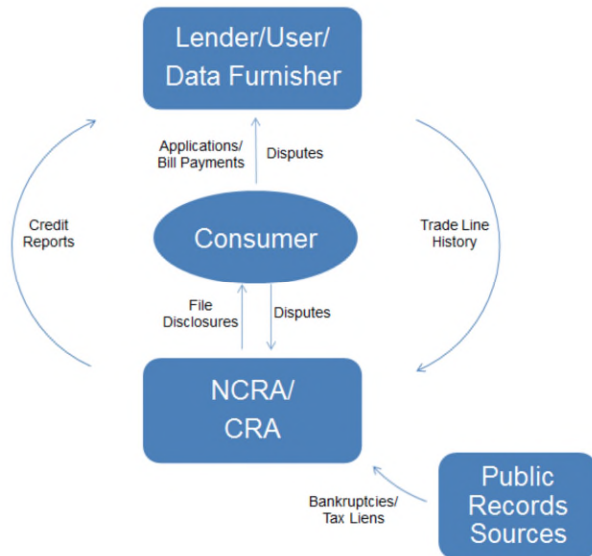 Lender/User/
Data Furnisher
Applications/
Bill Payments
Disputes
Credit
Reports
Consumer
Trade Line
History
File
Disclosures
Disputes
NCRA/
CRA
Bankruptcies/
Tax Liens
Public
Records
Sources